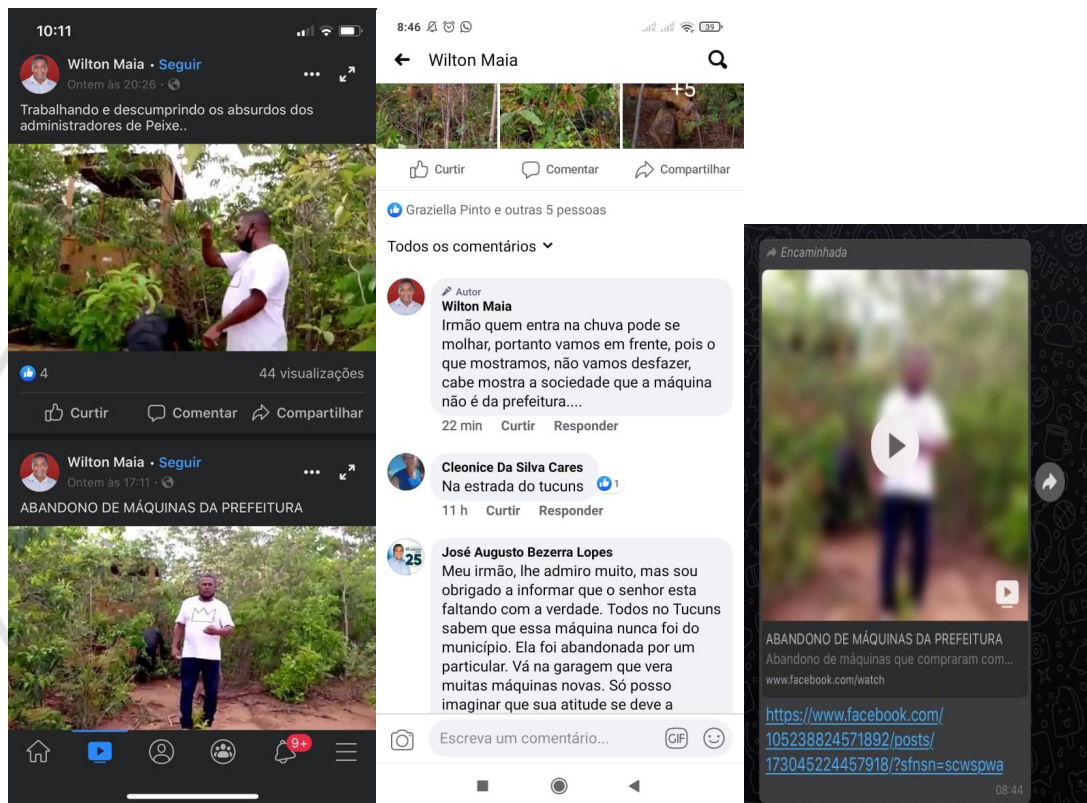 10:11
Wilton Maia • Seguir
Ontem às 20:26 •
Trabalhando e descumprindo os absurdos dos
administradores de Peixe..
4
44 visualizações
Curtir
Comentar
Compartilhar
Wilton Maia • Seguir
Ontem às 17:11 •
ABANDONO DE MÁQUINAS DA PREFEITURA
9+
8:46
39
Wilton Maia
+5
Curtir
Comentar
Compartilhar
Graziella Pinto e outras 5 pessoas
Todos os comentários
Autor
Wilton Maia
Irmão quem entra na chuva pode se
molhar, portanto vamos em frente, pois o
que mostramos, não vamos desfazer,
cabe mostra a sociedade que a máquina
não é da prefeitura....
22 min Curtir Responder
Cleonice Da Silva Cares
Na estrada do tucuns
1
11 h Curtir Responder
25
José Augusto Bezerra Lopes
Meu irmão, lhe admiro muito, mas sou
obrigado a informar que o senhor esta
faltando com a verdade. Todos no Tucuns
sabem que essa máquina nunca foi do
município. Ela foi abandonada por um
particular. Vá na garagem que vera
muitas máquinas novas. Só posso
imaginar que sua atitude se deve a
Escreva um comentário...
GIF
Encaminhada
ABANDONO DE MÁQUINAS DA PREFEITURA
Abandono de máquinas que compraram com...
www.facebook.com/watch
https://www.facebook.com/
105238824571892/posts/
173045224457918/?sfnsn=scwspwa
08:44